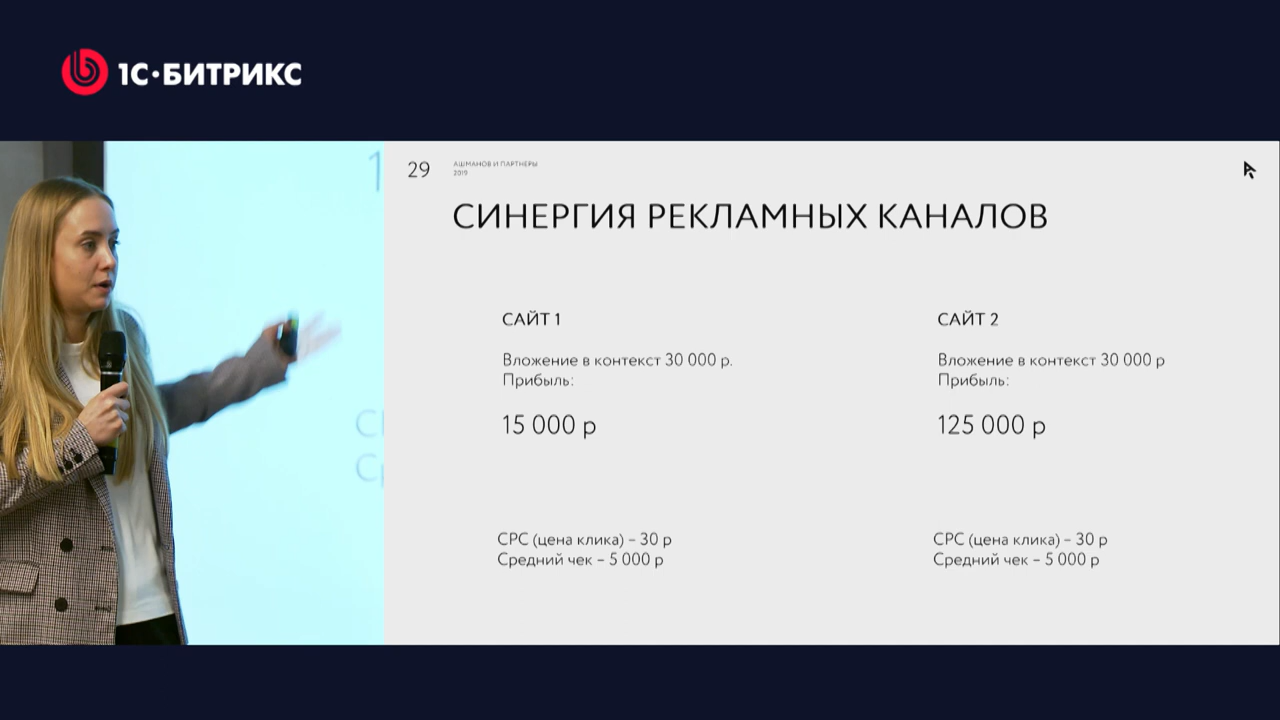 1С•БИТРИКС
29
АШМАНОВ И ПАРТНЕРЫ
2019
СИНЕРГИЯ РЕКЛАМНЫХ КАНАЛОВ
САЙТ 1
Вложение в контекст 30 000 р.
Прибыль:
15 000 р
CPC (цена клика) – 30 р
Средний чек – 5 000 р
САЙТ 2
Вложение в контекст 30 000 р
Прибыль:
125 000 р
CPC (цена клика) – 30 р
Средний чек – 5 000 р
1
С
Ср